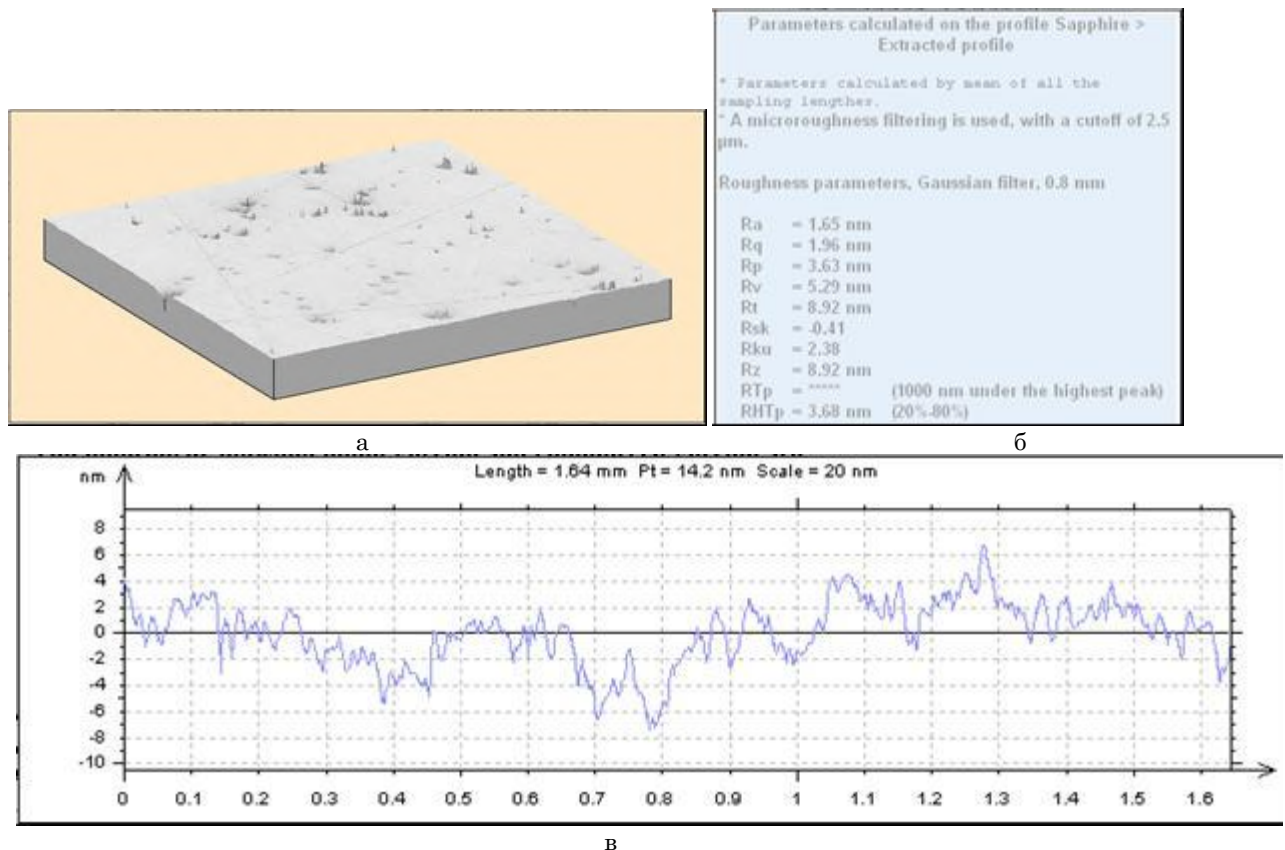 Parameters calculated on the profile Sapphire >
Extracted profile
* Parameters calculated by mean of all the
sampling lengthes.
* A microroughness filtering is used, with a cutoff of 2.5
µm.
Roughness parameters, Gaussian filter, 0.8 mm
Ra = 1.65 nm
Rq = 1.96 nm
Rp = 3.63 nm
Rv = 5.29 nm
Rt = 8.92 nm
Rsk = -0.41
Rku = 2.38
Rz = 8.92 nm
RTp = ***** (1000 nm under the highest peak)
RHTp = 3.68 nm (20%-80%)
а
б
Length = 1.64 mm Pt = 14.2 nm Scale = 20 nm
nm
8
6
4
2
0
-2
-4
-6
-8
-10
0 0.1 0.2 0.3 0.4 0.5 0.6 0.7 0.8 0.9 1 1.1 1.2 1.3 1.4 1.5 1.6
в